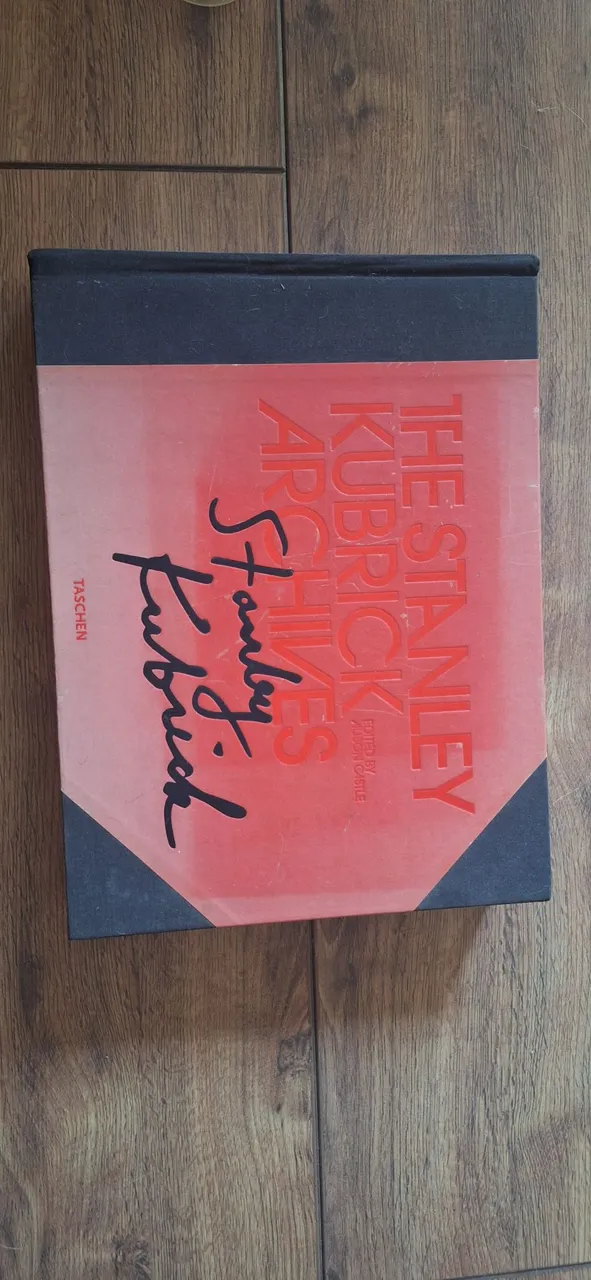 THE STANLEY
KUBRICK
ARCHIVES
EDITED BY
ALISON CASTLE
Stanley
Kubrick
TASCHEN